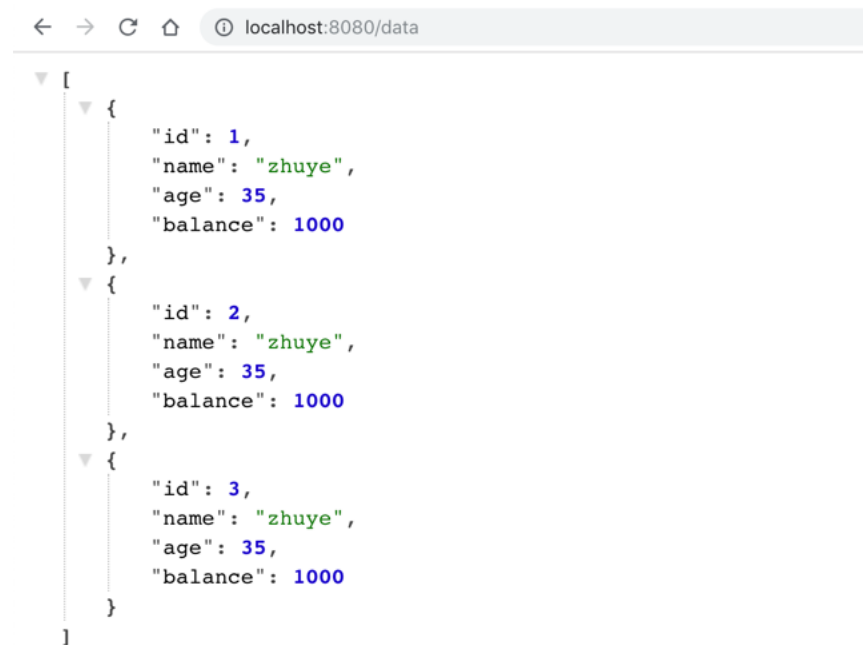 localhost:8080/data
[
{
"id": 1,
"name": "zhuye",
"age": 35,
"balance": 1000
},
{
"id": 2,
"name": "zhuye",
"age": 35,
"balance": 1000
},
{
"id": 3,
"name": "zhuye",
"age": 35,
"balance": 1000
}
]